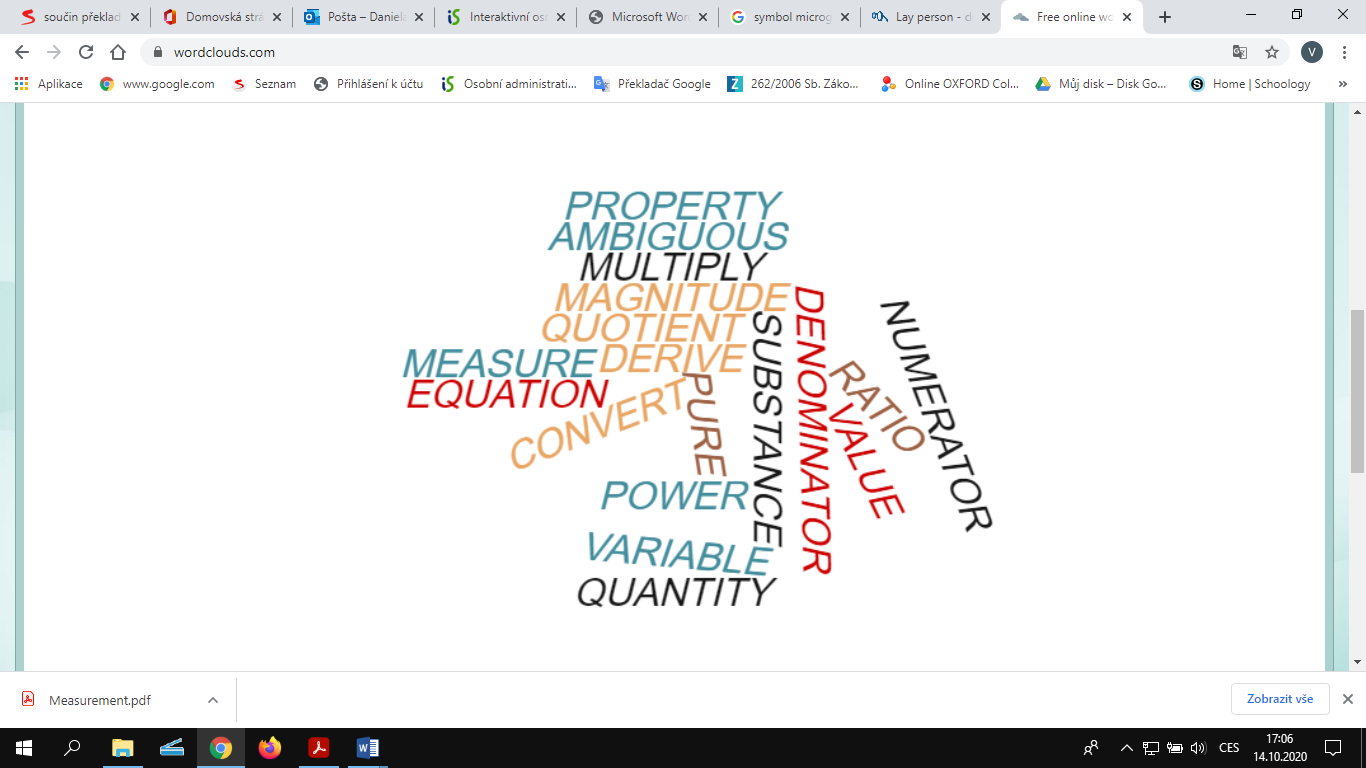 součin překlad
Domovská strá
Pošta – Daniela
Interaktivní osn
Microsoft Wor
symbol microg
Lay person - d
Free online wo
wordclouds.com
V
Aplikace
www.google.com
Seznam
Přihlášení k účtu
Osobní administrati...
Překladač Google
262/2006 Sb. Záko...
Online OXFORD Col...
Můj disk – Disk Go...
Home | Schoology
»
PROPERTY
AMBIGUOUS
MULTIPLY
MAGNITUDE
QUOTIENT
DERIVE
MEASURE
EQUATION
CONVERT
PURE
SUBSTANCE
DENOMINATOR
RATIO
VALUE
NUMERATOR
POWER
VARIABLE
QUANTITY
Measurement.pdf
Zobrazit vše
CES
17:06
14.10.2020